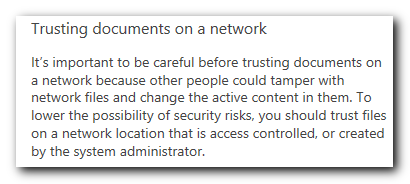 Trusting documents on a network
It's important to be careful before trusting documents on
a network because other people could tamper with
network files and change the active content in them. To
lower the possibility of security risks, you should trust files
on a network location that is access controlled, or created
by the system administrator.